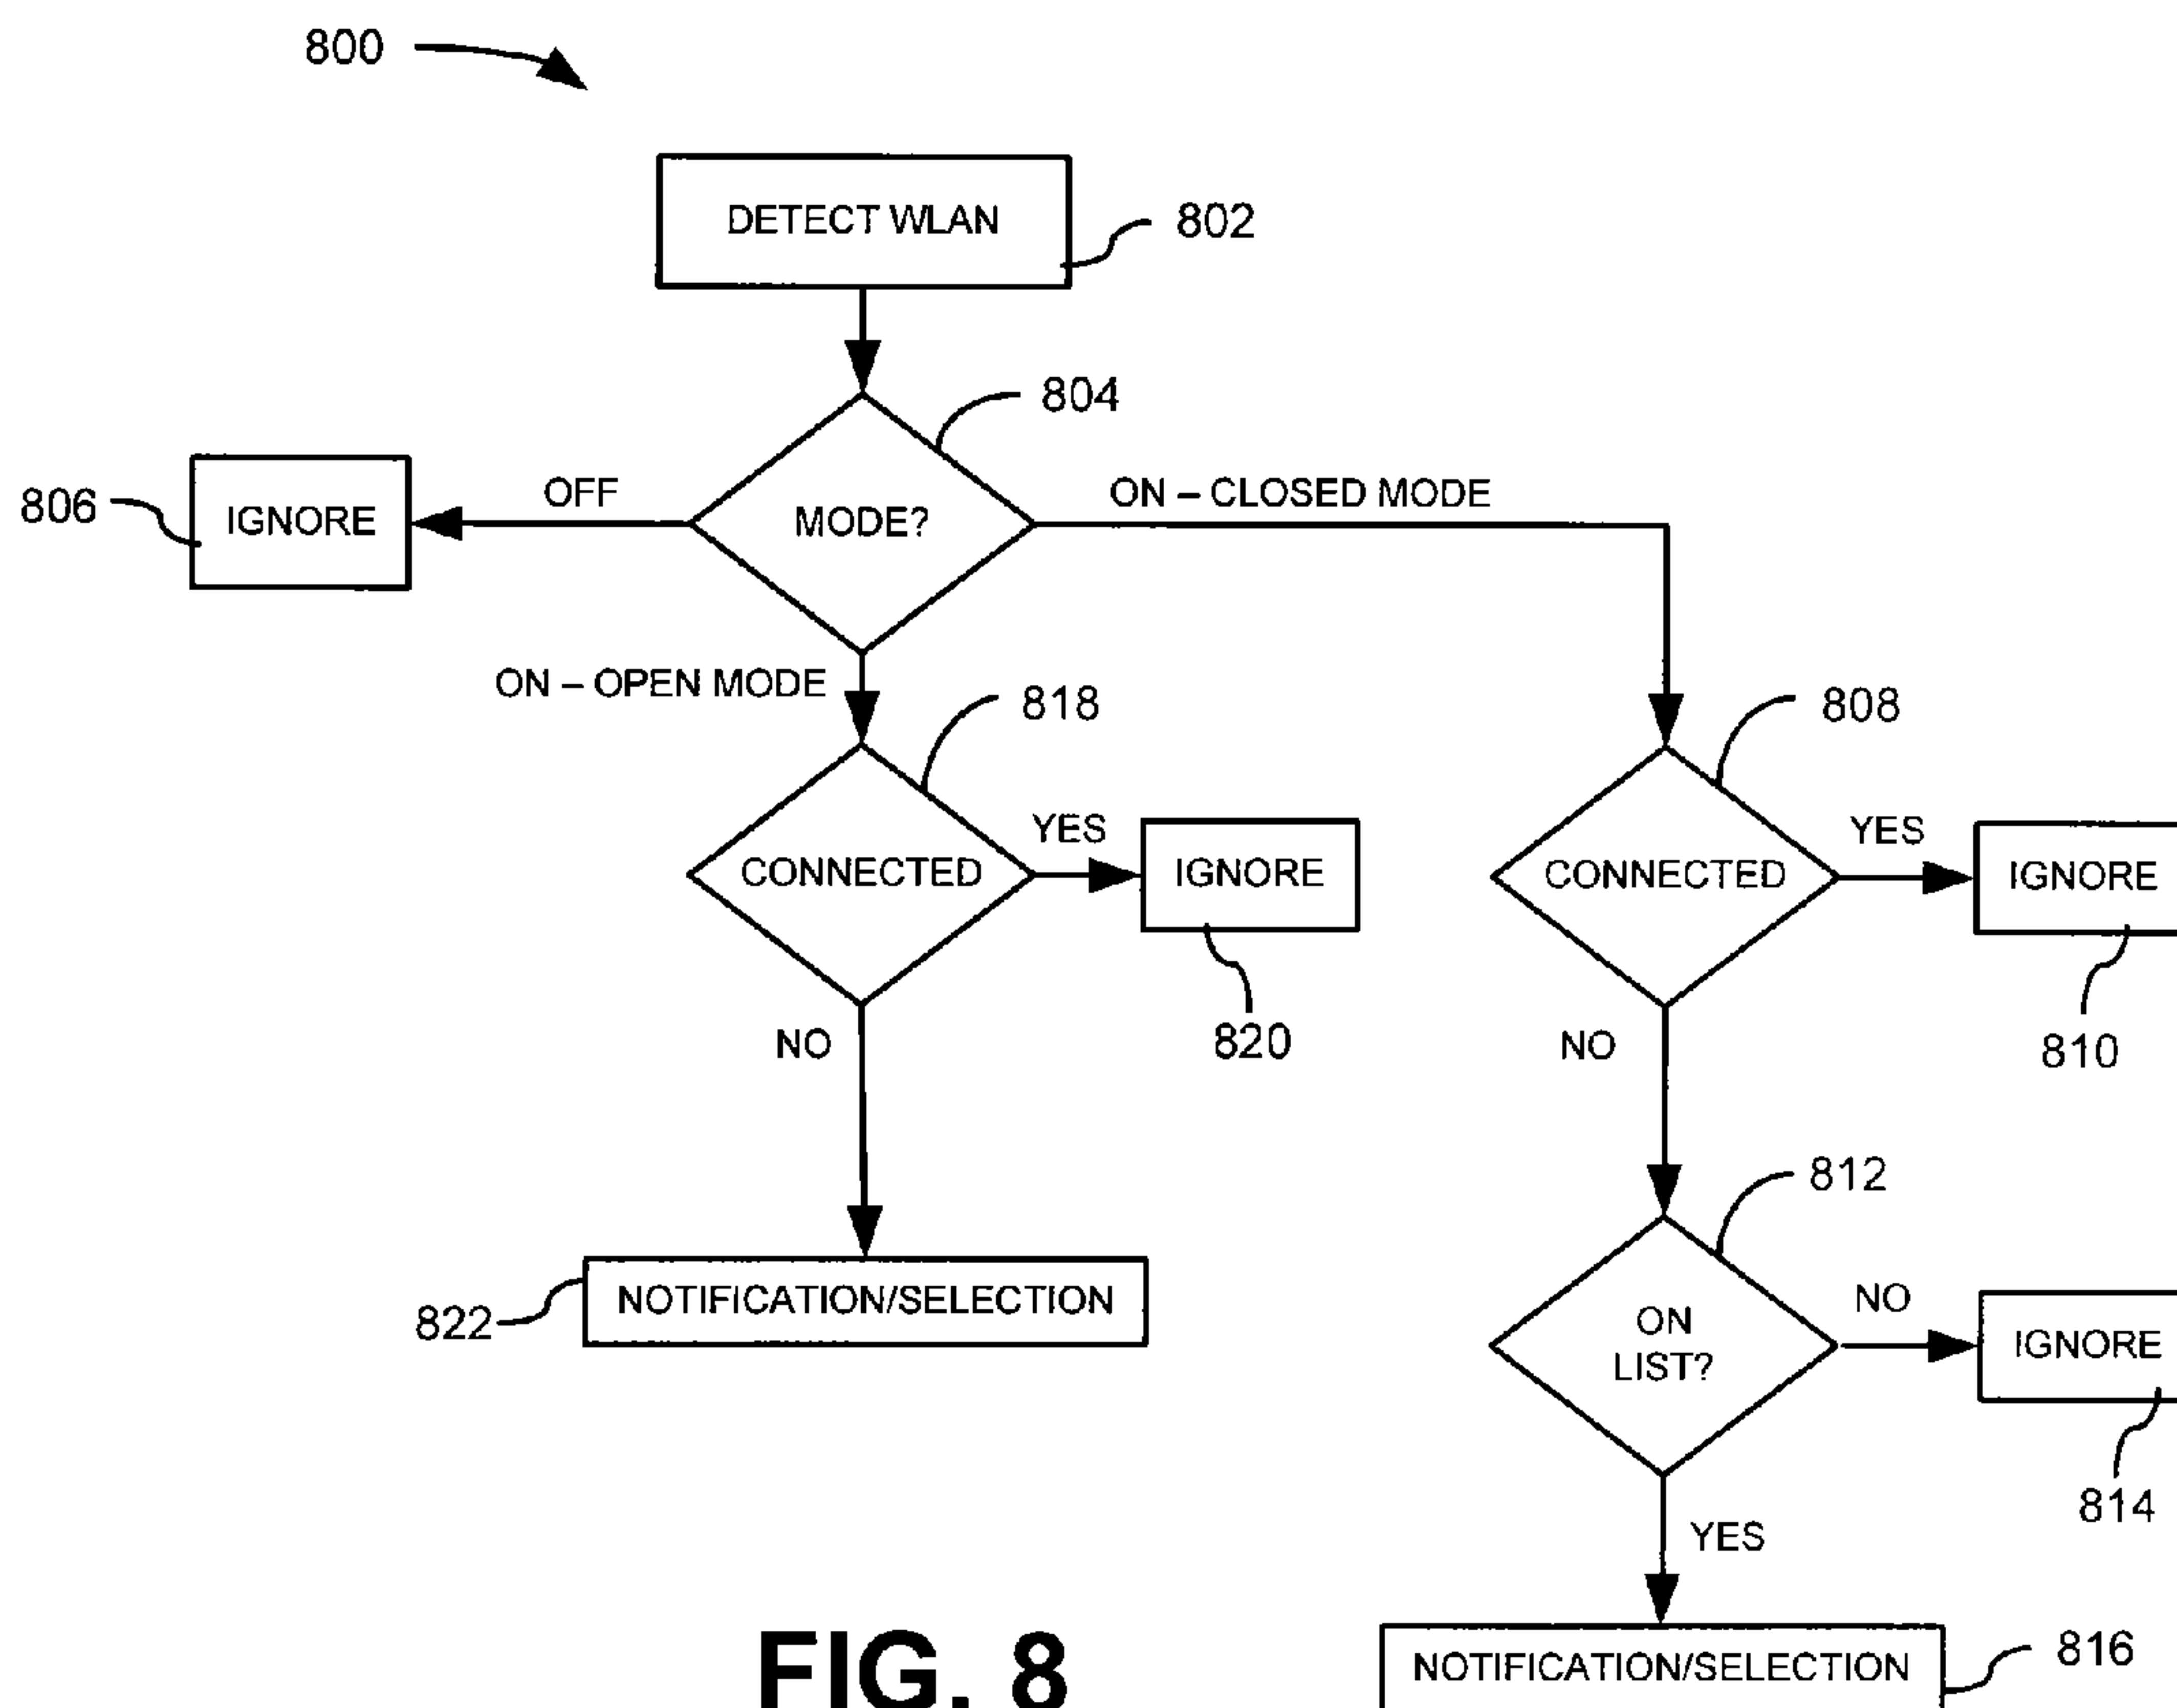 800
DETECT WLAN
802
804
806
IGNORE
OFF
MODE?
ON – CLOSED MODE
ON – OPEN MODE
818
808
CONNECTED
YES
IGNORE
CONNECTED
YES
IGNORE
NO
820
NO
810
812
822
NOTIFICATION/SELECTION
ON
LIST?
NO
IGNORE
814
YES
FIG. 8
NOTIFICATION/SELECTION
816